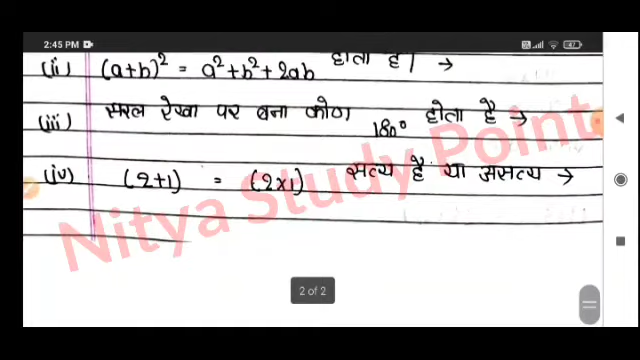 2:45 PM
47
(ii) (a+b)² = a²+b²+2ab होता है। →
(iii) सरल रेखा पर बना कोण 180° होता है →
(iv) (2+1) = (2×1) सत्य है या असत्य →
Nitya Study Point
2 of 2